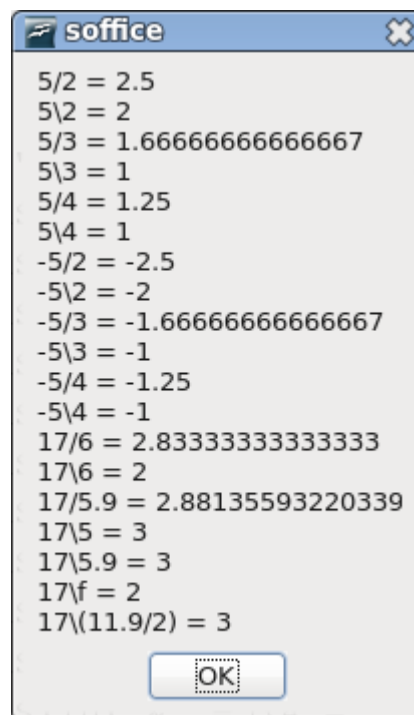 soffice
5/2 = 2.5
5\2 = 2
5/3 = 1.66666666666667
5\3 = 1
5/4 = 1.25
5\4 = 1
-5/2 = -2.5
-5\2 = -2
-5/3 = -1.66666666666667
-5\3 = -1
-5/4 = -1.25
-5\4 = -1
17/6 = 2.83333333333333
17\6 = 2
17/5.9 = 2.88135593220339
17\5 = 3
17\5.9 = 3
17\f = 2
17\(11.9/2) = 3
OK